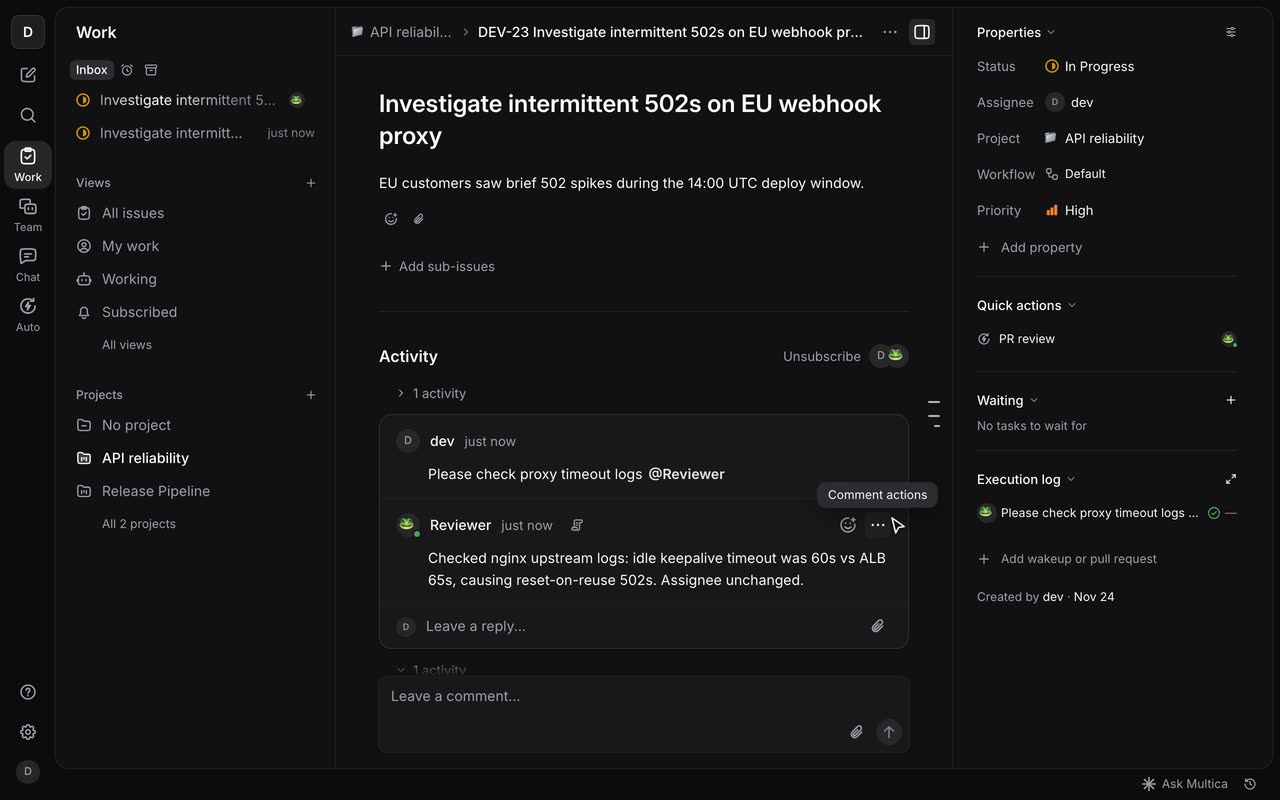 D
Work
API reliabil...
DEV-23 Investigate intermittent 502s on EU webhook pr...
Properties
Inbox
Investigate intermittent 5...
Investigate intermitt...
just now
Views
All issues
My work
Working
Subscribed
All views
Projects
No project
API reliability
Release Pipeline
All 2 projects
Work
Team
Chat
Auto
D
Investigate intermittent 502s on EU webhook
proxy
EU customers saw brief 502 spikes during the 14:00 UTC deploy window.
Add sub-issues
Activity
Unsubscribe
D
1 activity
D
dev just now
Please check proxy timeout logs @Reviewer
Comment actions
Reviewer just now
Checked nginx upstream logs: idle keepalive timeout was 60s vs ALB
65s, causing reset-on-reuse 502s. Assignee unchanged.
D
Leave a reply...
1 activity
Leave a comment...
Status
In Progress
Assignee
D
dev
Project
API reliability
Workflow
Default
Priority
High
Add property
Quick actions
PR review
Waiting
No tasks to wait for
Execution log
Please check proxy timeout logs ...
Add wakeup or pull request
Created by dev · Nov 24
Ask Multica